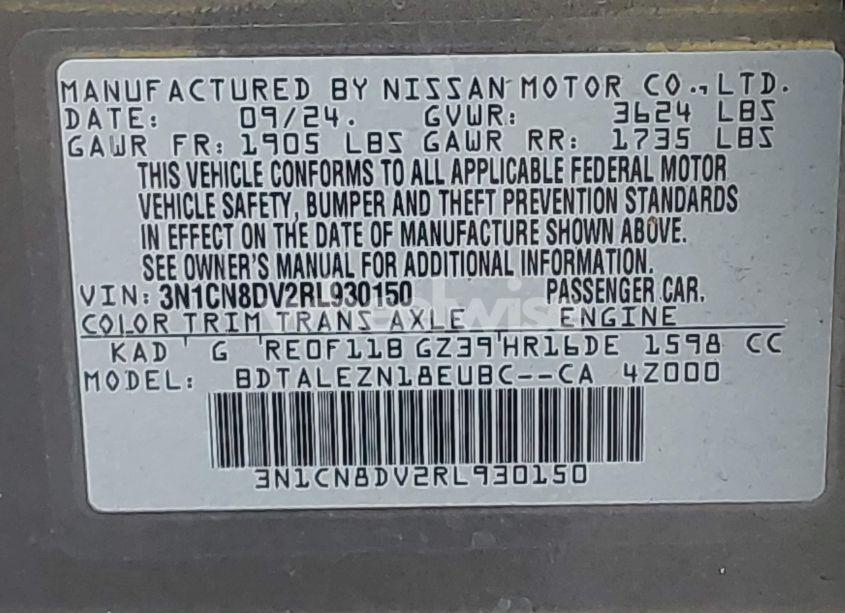 MANUFACTURED BY NISSAN MOTOR CO., LTD.
DATE: 09/24. GVWR: 3624 LBS
GAWR FR: 1905 LBS GAWR RR: 1735 LBS
THIS VEHICLE CONFORMS TO ALL APPLICABLE FEDERAL MOTOR
VEHICLE SAFETY, BUMPER AND THEFT PREVENTION STANDARDS
IN EFFECT ON THE DATE OF MANUFACTURE SHOWN ABOVE.
SEE OWNER'S MANUAL FOR ADDITIONAL INFORMATION.
VIN: 3N1CN8DV2RL930150 PASSENGER CAR.
COLOR TRIM TRANS AXLE ENGINE
KAD G RE0F11B GZ39 HR16DE 1598 CC
MODEL: BDTALEZN18EUBC--CA 4Z000
3N1CN8DV2RL930150